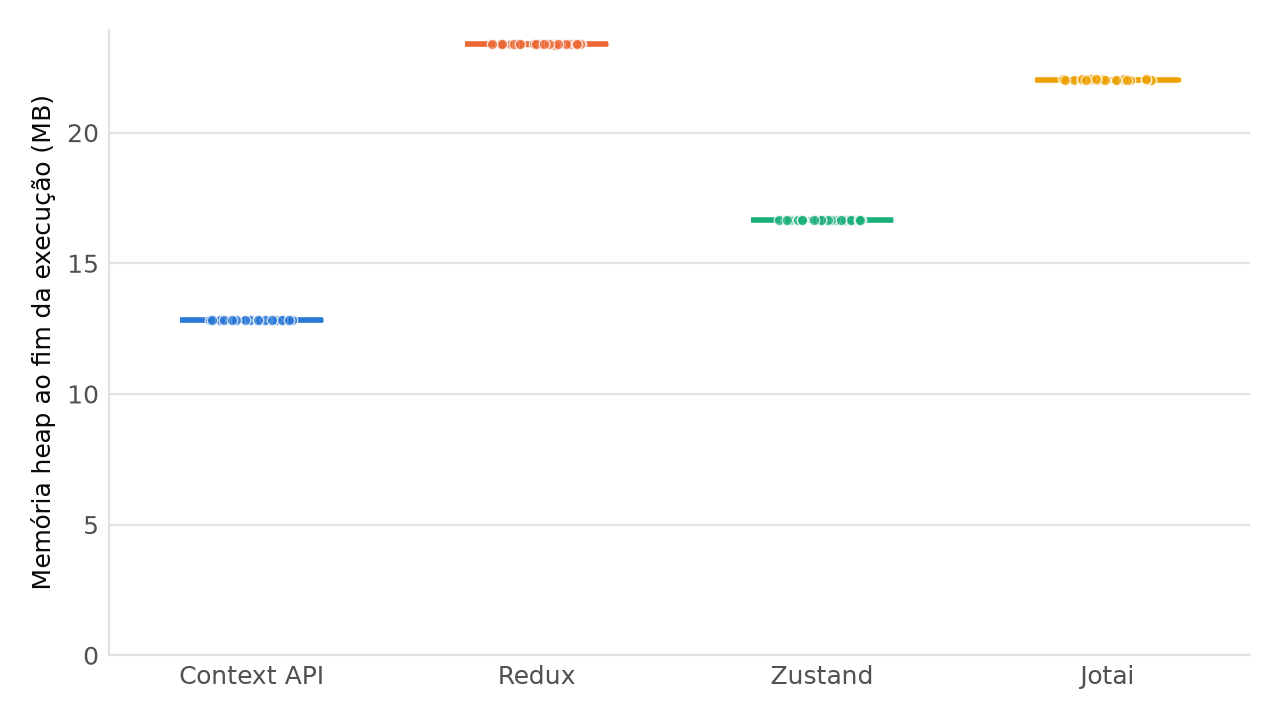 Memória heap ao fim da execução (MB)
20
15
10
5
0
Context API
Redux
Zustand
Jotai